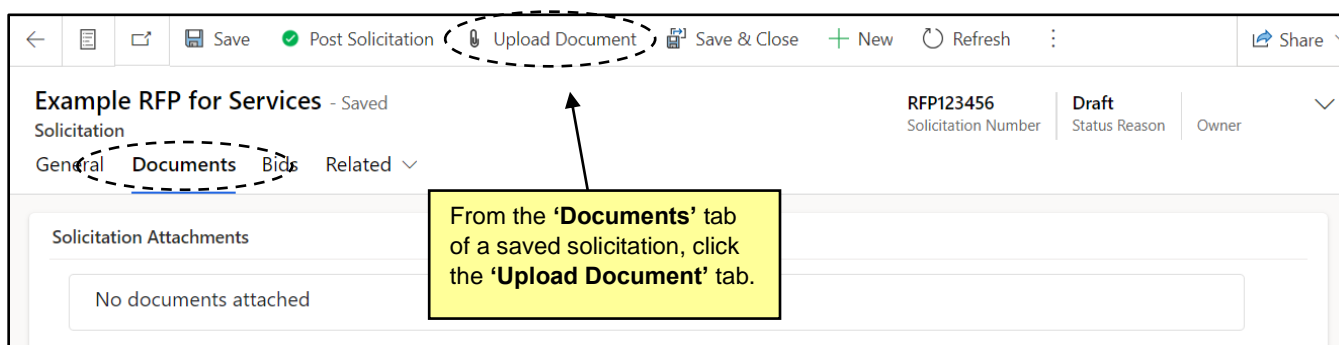 Save Post Solicitation Upload Document Save & Close New Refresh Share
Example RFP for Services - Saved
Solicitation
RFP123456
Solicitation Number
Draft
Status Reason
Owner
General Documents Bids Related
Solicitation Attachments
No documents attached
From the ‘Documents’ tab
of a saved solicitation, click
the ‘Upload Document’ tab.